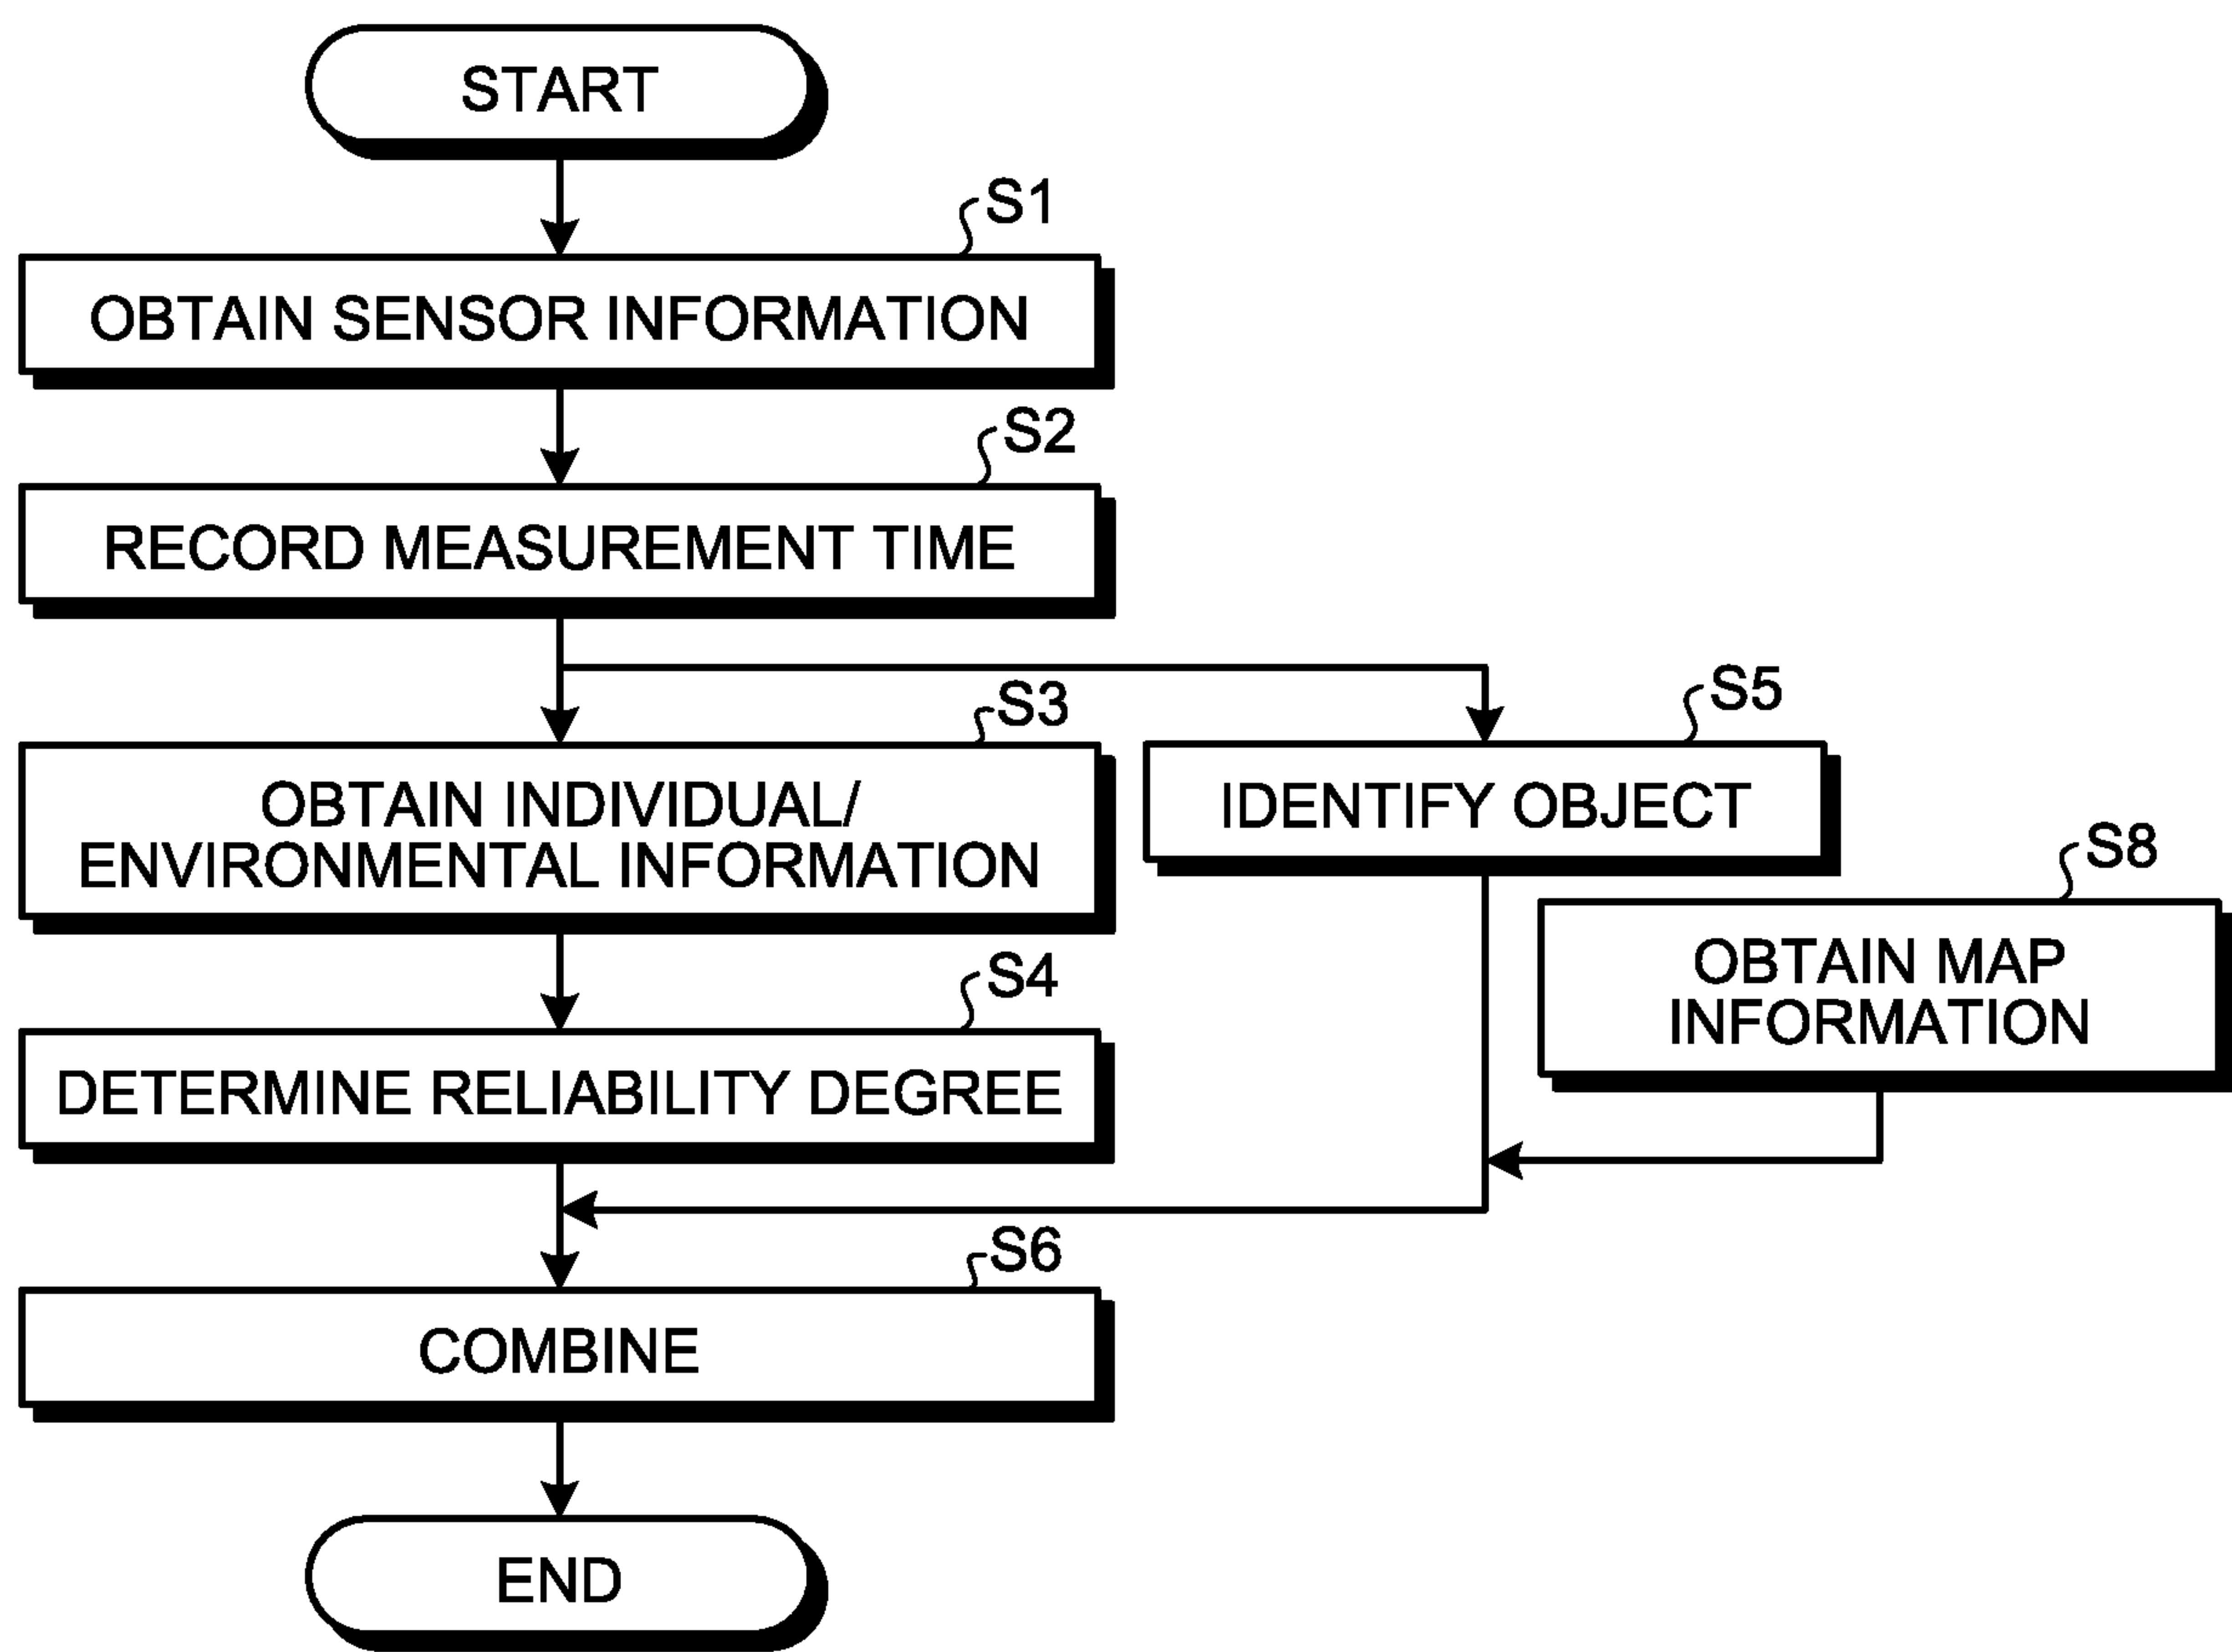 START
S1
OBTAIN SENSOR INFORMATION
S2
RECORD MEASUREMENT TIME
S3
OBTAIN INDIVIDUAL/
ENVIRONMENTAL INFORMATION
S5
IDENTIFY OBJECT
S8
OBTAIN MAP
INFORMATION
S4
DETERMINE RELIABILITY DEGREE
S6
COMBINE
END